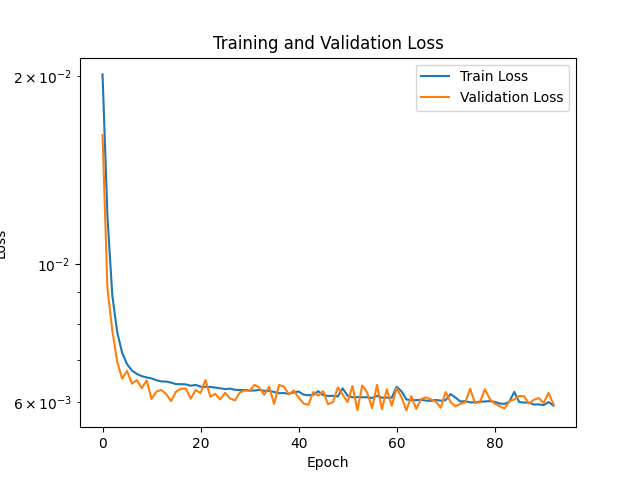 Training and Validation Loss
Train Loss
Validation Loss
2 × 10⁻²
10⁻²
6 × 10⁻³
Loss
0 20 40 60 80
Epoch